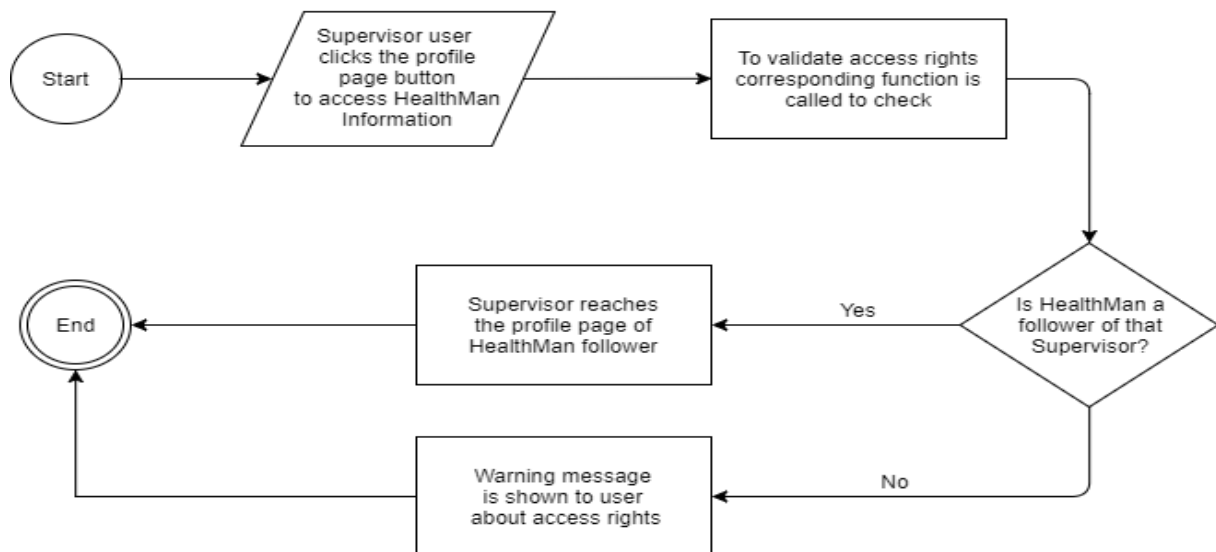 Start
Supervisor user
clicks the profile
page button
to access HealthMan
Information
To validate access rights
corresponding function is
called to check
Is HealthMan a
follower of that
Supervisor?
Yes
Supervisor reaches
the profile page of
HealthMan follower
End
No
Warning message
is shown to user
about access rights